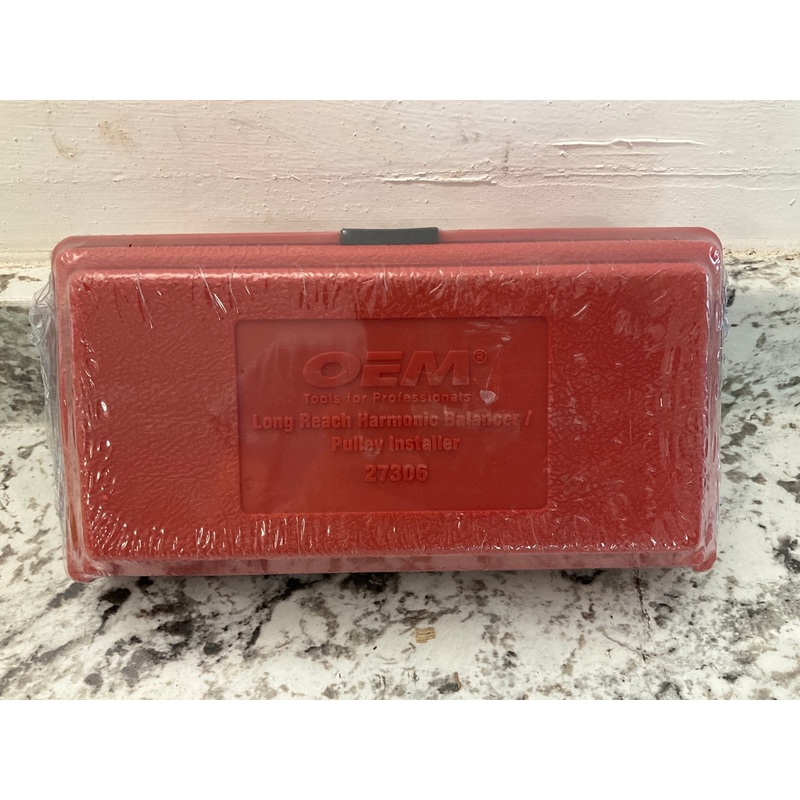 OEM®
Tools for Professionals
Long Reach Harmonic Balancer /
Pulley Installer
27306